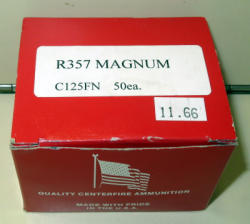 R357 MAGNUM
C125FN 50ea.
11.66
QUALITY CENTERFIRE AMMUNITION
MADE WITH PRIDE
IN THE U.S.A.